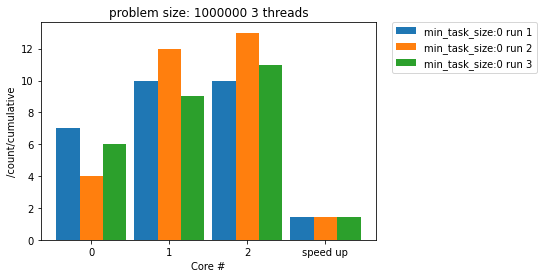 problem size: 1000000 3 threads
min_task_size:0 run 1
min_task_size:0 run 2
min_task_size:0 run 3
/count/cumulative
12
10
8
6
4
2
0
0 1 2 speed up
Core #